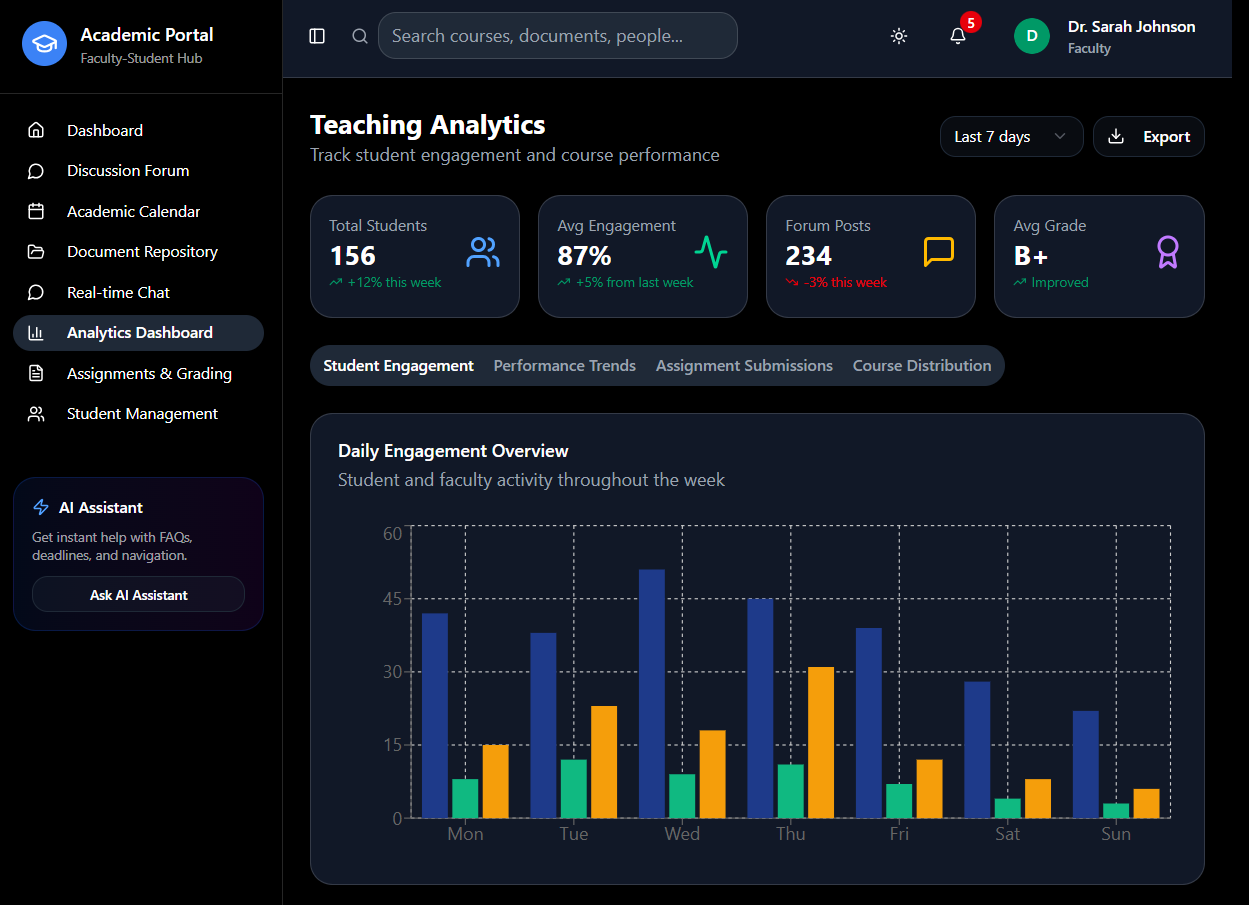 Academic Portal
Faculty-Student Hub
Dashboard
Discussion Forum
Academic Calendar
Document Repository
Real-time Chat
Analytics Dashboard
Assignments & Grading
Student Management
AI Assistant
Get instant help with FAQs,
deadlines, and navigation.
Ask AI Assistant
Search courses, documents, people...
5
D
Dr. Sarah Johnson
Faculty
Teaching Analytics
Track student engagement and course performance
Last 7 days
Export
Total Students
156
+12% this week
Avg Engagement
87%
+5% from last week
Forum Posts
234
-3% this week
Avg Grade
B+
Improved
Student Engagement Performance Trends Assignment Submissions Course Distribution
Daily Engagement Overview
Student and faculty activity throughout the week
60
45
30
15
0
Mon Tue Wed Thu Fri Sat Sun